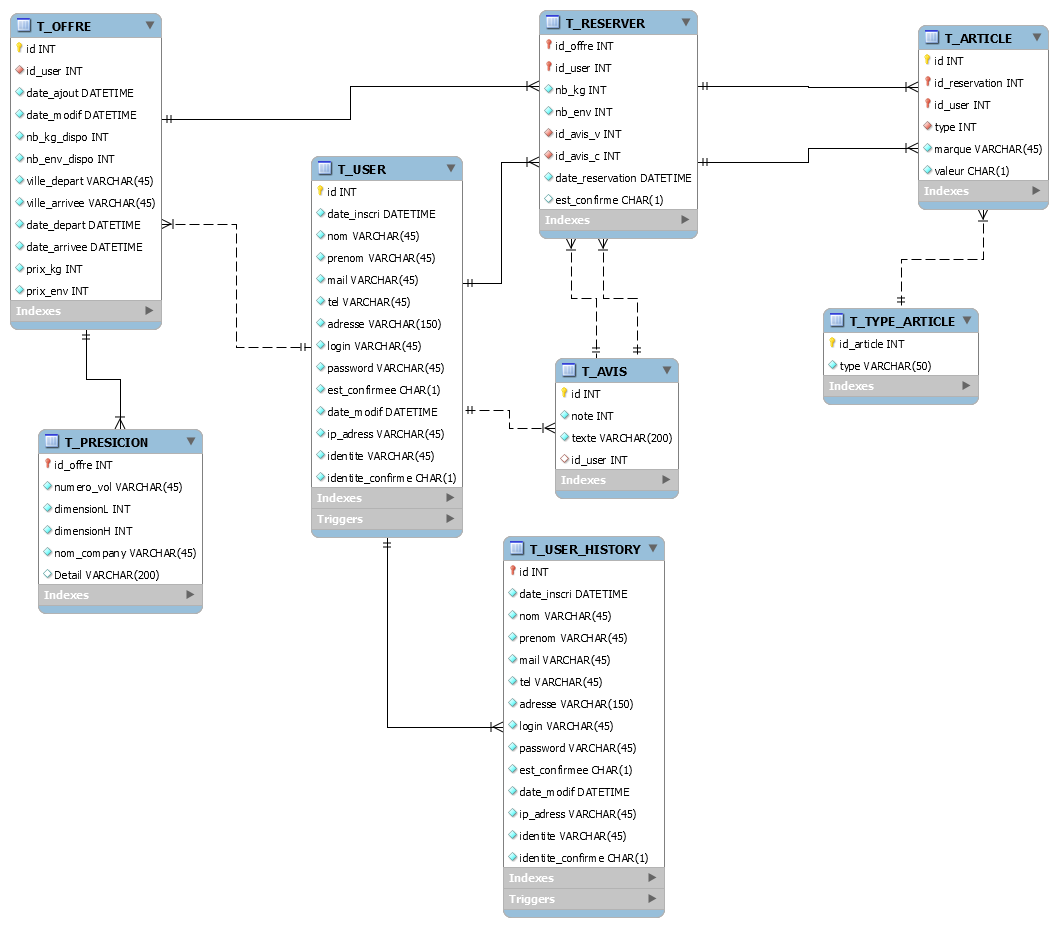 T_OFFRE
id INT
id_user INT
date_ajout DATETIME
date_modif DATETIME
nb_kg_dispo INT
nb_env_dispo INT
ville_depart VARCHAR(45)
ville_arrivee VARCHAR(45)
date_depart DATETIME
date_arrivee DATETIME
prix_kg INT
prix_env INT
Indexes
T_RESERVER
id_offre INT
id_user INT
nb_kg INT
nb_env INT
id_avis_v INT
id_avis_c INT
date_reservation DATETIME
est_confirme CHAR(1)
Indexes
T_ARTICLE
id INT
id_reservation INT
id_user INT
type INT
marque VARCHAR(45)
valeur CHAR(1)
Indexes
T_USER
id INT
date_inscri DATETIME
nom VARCHAR(45)
prenom VARCHAR(45)
mail VARCHAR(45)
tel VARCHAR(45)
adresse VARCHAR(150)
login VARCHAR(45)
password VARCHAR(45)
est_confirmee CHAR(1)
date_modif DATETIME
ip_adress VARCHAR(45)
identite VARCHAR(45)
identite_confirme CHAR(1)
Indexes
Triggers
T_TYPE_ARTICLE
id_article INT
type VARCHAR(50)
Indexes
T_AVIS
id INT
note INT
texte VARCHAR(200)
id_user INT
Indexes
T_PRESICION
id_offre INT
numero_vol VARCHAR(45)
dimensionL INT
dimensionH INT
nom_company VARCHAR(45)
Detail VARCHAR(200)
Indexes
T_USER_HISTORY
id INT
date_inscri DATETIME
nom VARCHAR(45)
prenom VARCHAR(45)
mail VARCHAR(45)
tel VARCHAR(45)
adresse VARCHAR(150)
login VARCHAR(45)
password VARCHAR(45)
est_confirmee CHAR(1)
date_modif DATETIME
ip_adress VARCHAR(45)
identite VARCHAR(45)
identite_confirme CHAR(1)
Indexes
Triggers